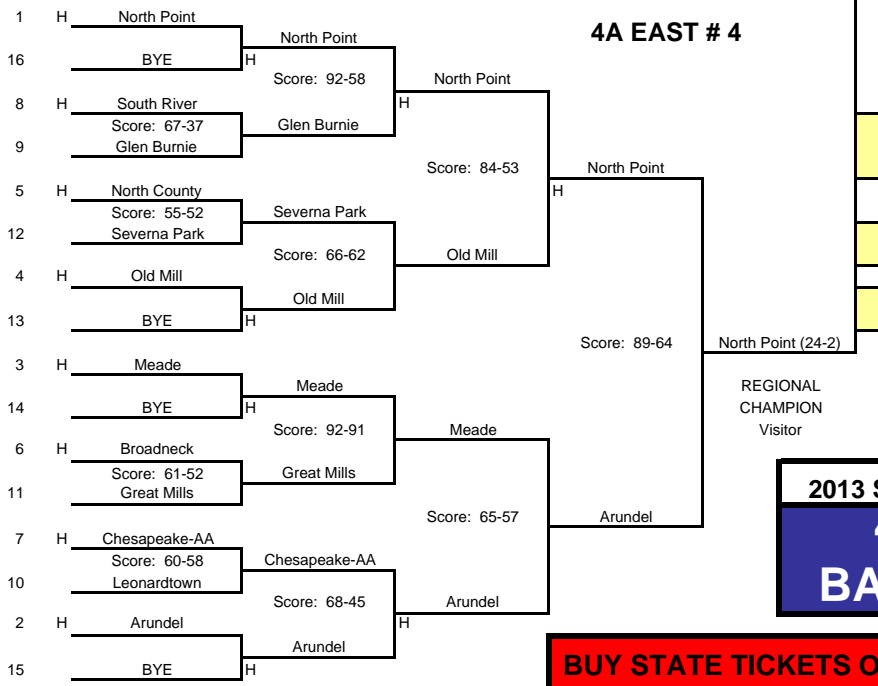 4A EAST # 4
1 H North Point
North Point
16 BYE H
Score: 92-58
North Point
8 H South River H
Score: 67-37 Glen Burnie
9 Glen Burnie
Score: 84-53 North Point
5 H North County H
Score: 55-52 Severna Park
12 Severna Park
Score: 66-62 Old Mill
4 H Old Mill
Old Mill
13 BYE H
Score: 89-64 North Point (24-2)
3 H Meade
Meade
REGIONAL
CHAMPION
Visitor
14 BYE H
Score: 92-91 Meade
6 H Broadneck
Score: 61-52 Great Mills
11 Great Mills
Score: 65-57 Arundel
7 H Chesapeake-AA
Score: 60-58 Chesapeake-AA
10 Leonardtown
Score: 68-45 Arundel
2 H Arundel H
Arundel
15 BYE H
2013 S
BA
BUY STATE TICKETS O